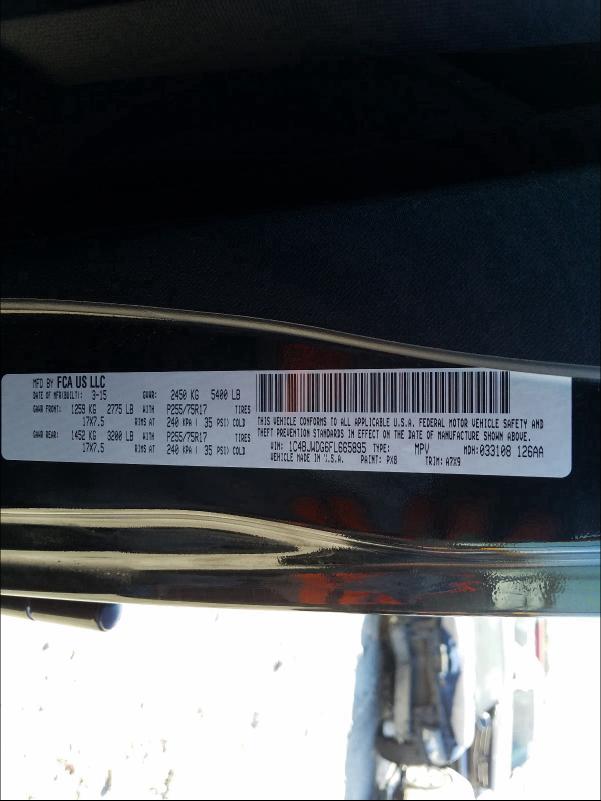 MFD BY FCA US LLC
DATE OF MFR(BUILT): 3-15 GVWR: 2450 KG 5400 LB
GAWR FRONT: 1259 KG 2775 LB WITH P255/75R17 TIRES
17X7.5 RIMS AT 240 KPA ( 35 PSI) COLD
GAWR REAR: 1452 KG 3200 LB WITH P255/75R17 TIRES
17X7.5 RIMS AT 240 KPA ( 35 PSI) COLD
THIS VEHICLE CONFORMS TO ALL APPLICABLE U.S.A. FEDERAL MOTOR VEHICLE SAFETY AND
THEFT PREVENTION STANDARDS IN EFFECT ON THE DATE OF MANUFACTURE SHOWN ABOVE.
VIN: 1C4BJWDG6FL665895 TYPE: MPV MDH: 033108 126AA
VEHICLE MADE IN U.S.A. PAINT: PX8 TRIM: A7X9